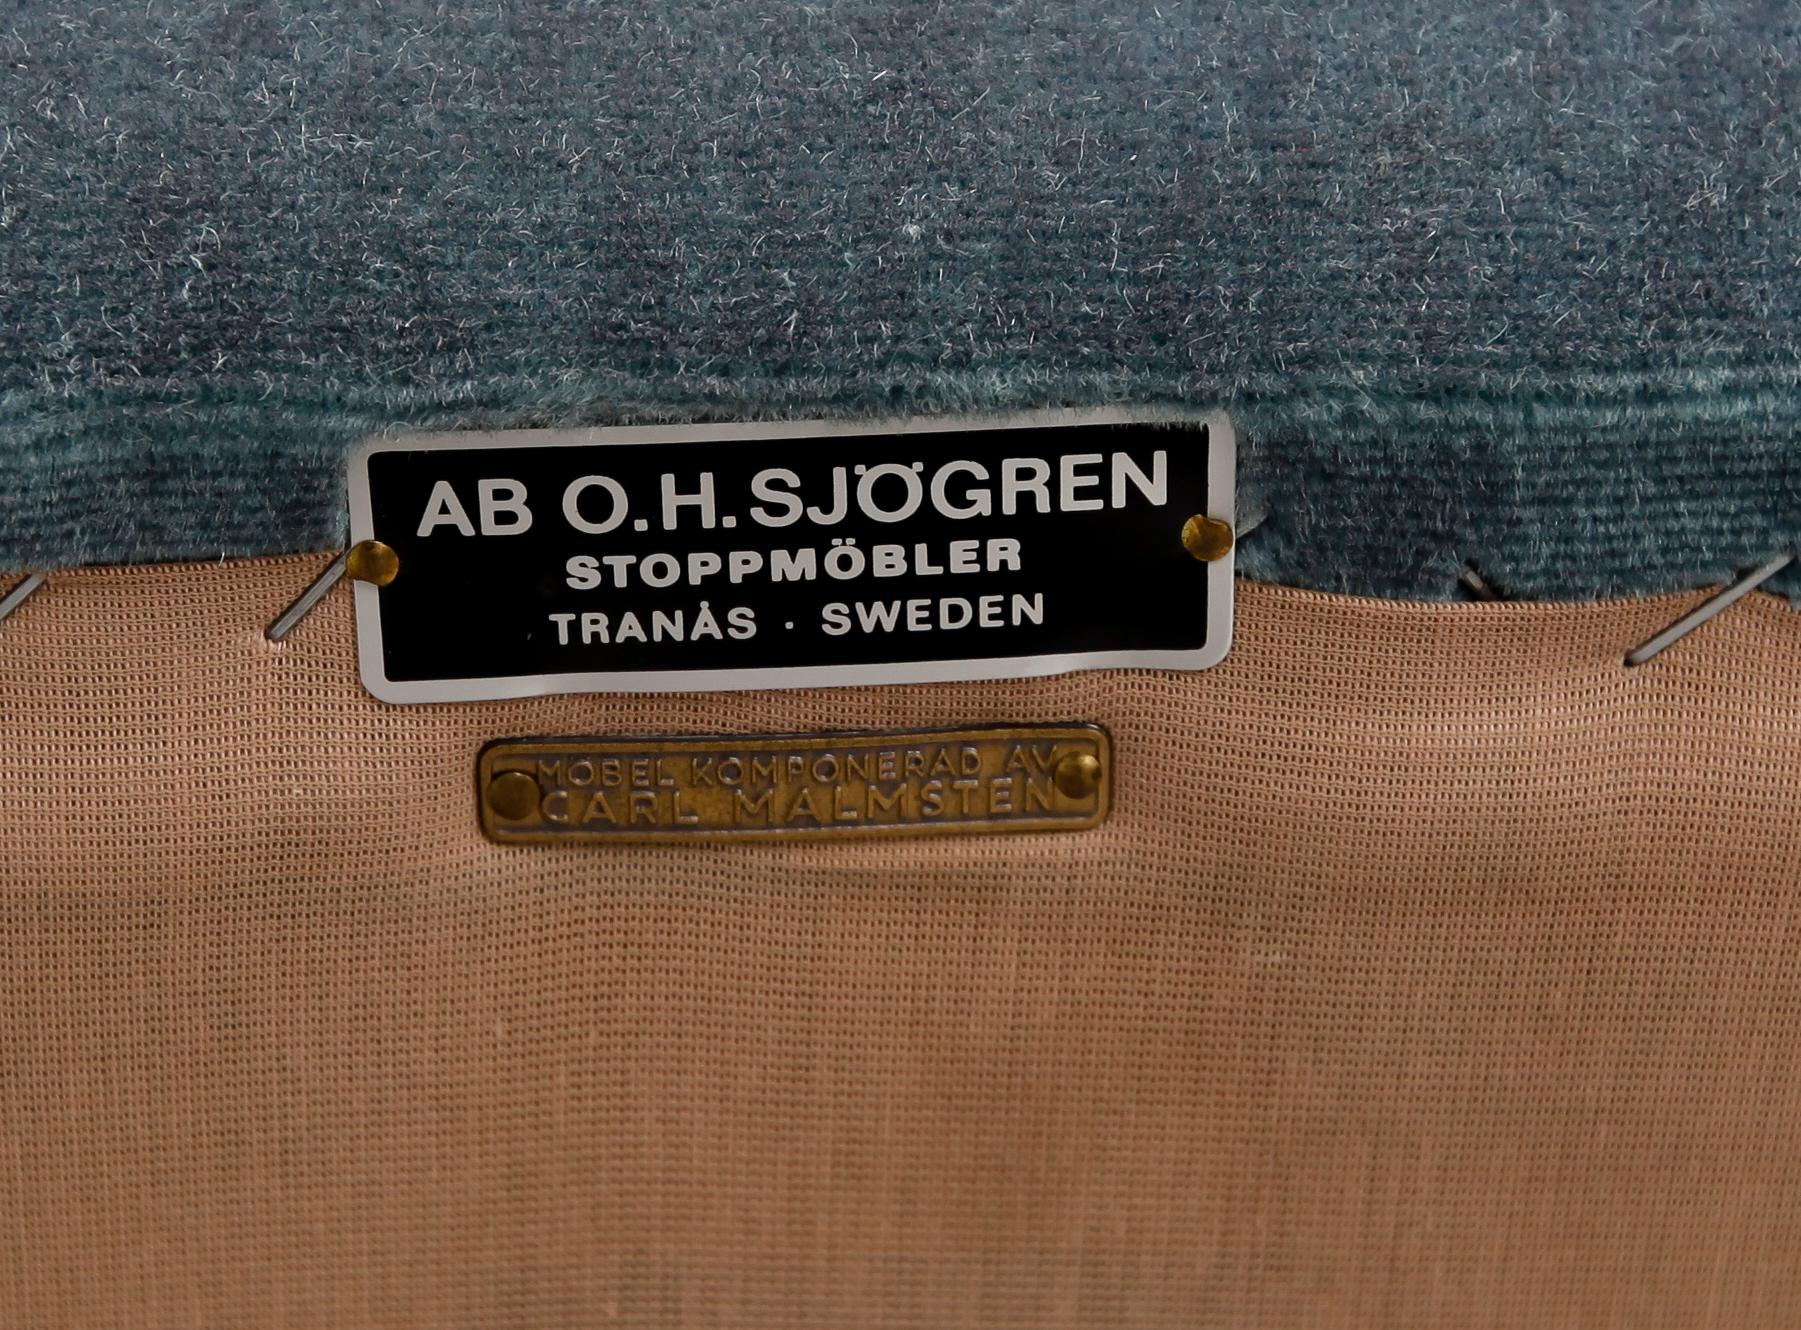 AB O.H.SJÖGREN
STOPPMÖBLER
TRANÅS · SWEDEN
MÖBEL KOMPONERAD AV
CARL MALMSTEN